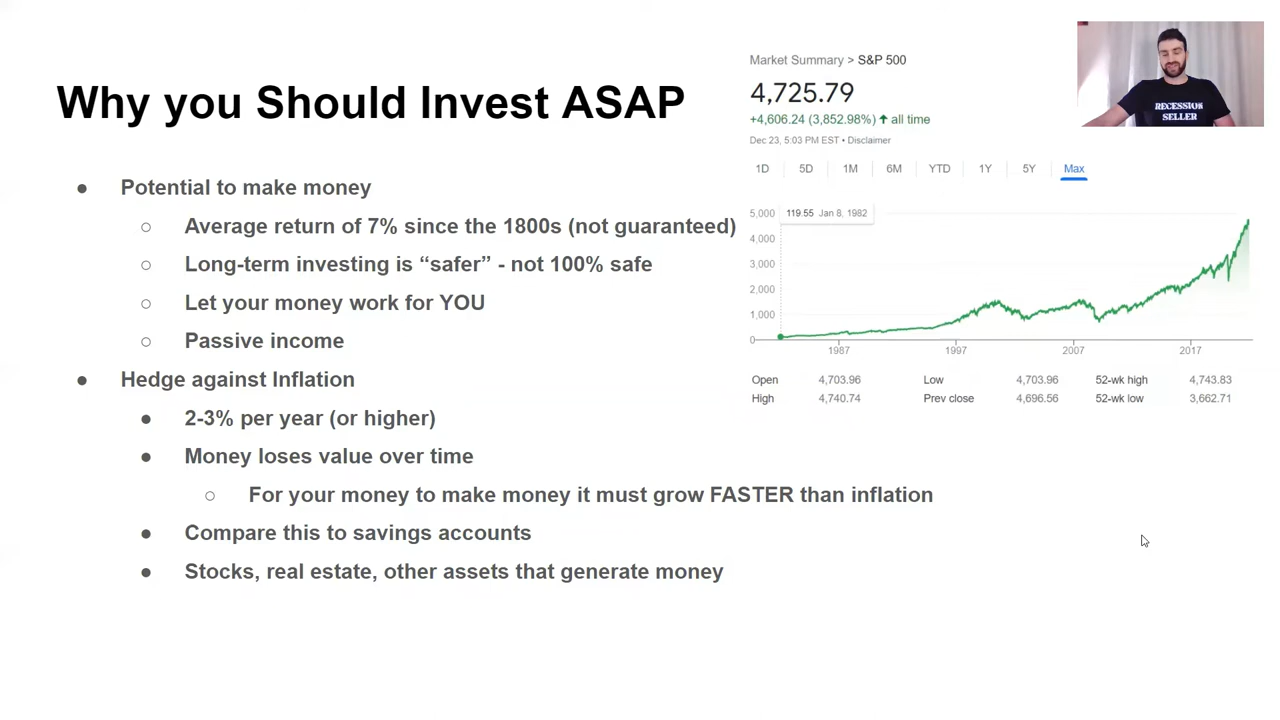 Why you Should Invest ASAP
● Potential to make money
○ Average return of 7% since the 1800s (not guaranteed)
○ Long-term investing is “safer” - not 100% safe
○ Let your money work for YOU
○ Passive income
● Hedge against Inflation
● 2-3% per year (or higher)
● Money loses value over time
○ For your money to make money it must grow FASTER than inflation
● Compare this to savings accounts
● Stocks, real estate, other assets that generate money
Market Summary > S&P 500
4,725.79
+4,606.24 (3,852.98%) ↑ all time
Dec 23, 5:03 PM EST • Disclaimer
1D 5D 1M 6M YTD 1Y 5Y Max
119.55 Jan 8, 1982
5,000
4,000
3,000
2,000
1,000
0
1987 1997 2007 2017
Open 4,703.96 Low 4,703.96 52-wk high 4,743.83
High 4,740.74 Prev close 4,696.56 52-wk low 3,662.71
RECESSION
SELLER